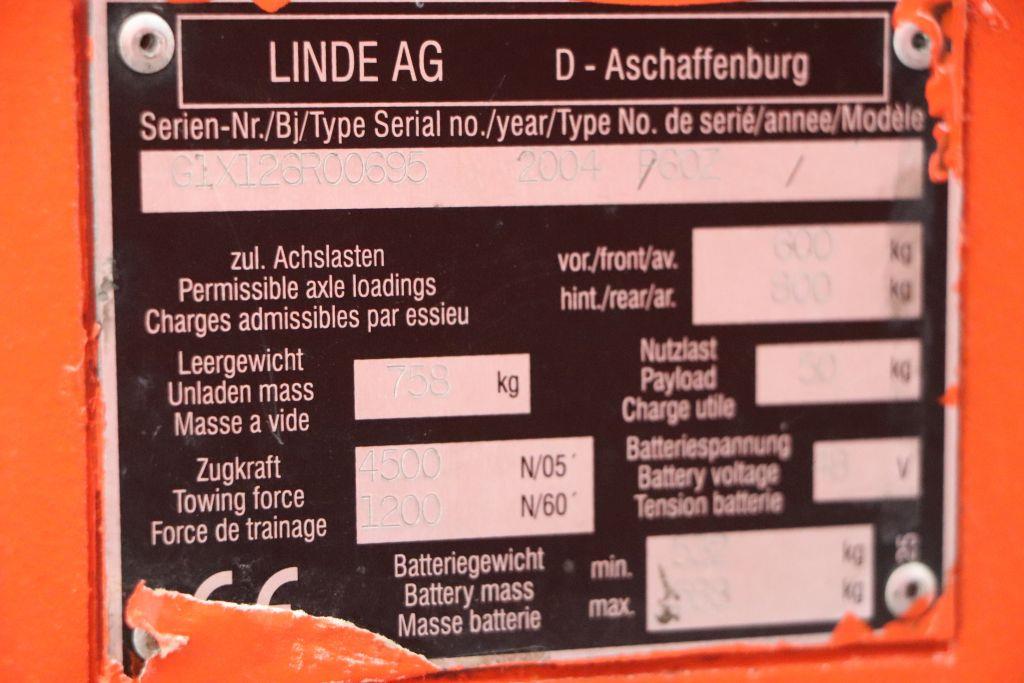 LINDE AG D - Aschaffenburg
Serien-Nr./Bj/Type Serial no./year/Type No. de serié/annee/Modèle
G1X126R00695 2004 / P60Z /
zul. Achslasten
Permissible axle loadings
Charges admissibles par essieu
vor./front/av. 600 kg
hint./rear/ar. 800 kg
Leergewicht
Unladen mass
Masse a vide
758 kg
Nutzlast
Payload
Charge utile
50 kg
Zugkraft
Towing force
Force de trainage
4500 N/05´
1200 N/60´
Batteriespannung
Battery voltage
Tension batterie
V
Batteriegewicht
Battery mass
Masse batterie
min. kg
max. kg
CE